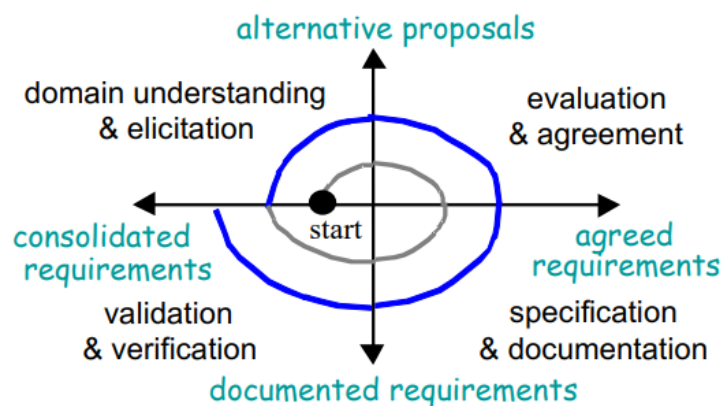 alternative proposals
domain understanding
& elicitation
evaluation
& agreement
start
consolidated
requirements
agreed
requirements
validation
& verification
specification
& documentation
documented requirements